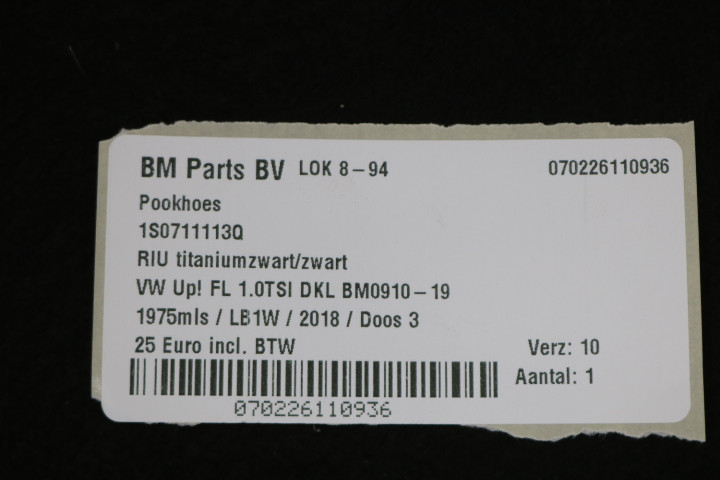 BM Parts BV LOK 8-94 070226110936
Pookhoes
1S0711113Q
RIU titaniumzwart/zwart
VW Up! FL 1.0TSI DKL BM0910-19
1975mls / LB1W / 2018 / Doos 3
25 Euro incl. BTW Verz: 10
Aantal: 1
070226110936